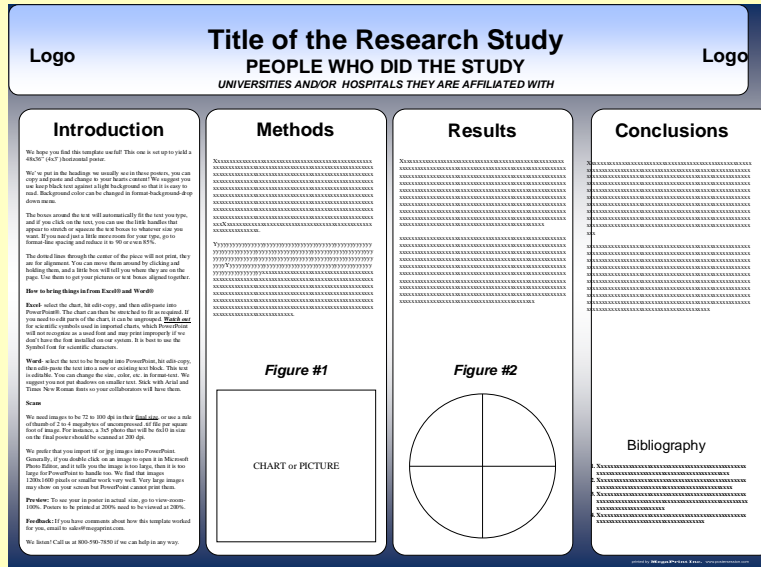 Logo
Title of the Research Study
Logo
PEOPLE WHO DID THE STUDY
UNIVERSITIES AND/OR HOSPITALS THEY ARE AFFILIATED WITH
Introduction
We hope you find this template useful! This one is set up to yield a
48x36” (4x3’) horizontal poster.
We’ve put in the headings we usually see in these posters, you can
copy and paste and change to your hearts content! We suggest you
use keep black text against a light background so that it is easy to
read. Background color can be changed in format-background-drop
down menu.
The boxes around the text will automatically fit the text you type,
and if you click on the text, you can use the little handles that
appear to stretch or squeeze the text boxes to whatever size you
want. If you need just a little more room for your type, go to
format-line spacing and reduce it to 90 or even 85%.
The dotted lines through the center of the piece will not print, they
are for alignment. You can move them around by clicking and
holding them, and a little box will tell you where they are on the
page. Use them to get your pictures or text boxes aligned together.
How to bring things in from Excel® and Word®
Excel- select the chart, hit edit-copy, and then edit-paste into
PowerPoint®. The chart can then be stretched to fit as required. If
you need to edit parts of the chart, it can be ungrouped. Watch out
for scientific symbols used in imported charts, which PowerPoint
will not recognize as a used font and may print improperly if we
don’t have the font installed on our system. It is best to use the
Symbol font for scientific characters.
Word- select the text to be brought into PowerPoint, hit edit-copy,
then edit-paste the text into a new or existing text block. This text
is editable. You can change the size, color, etc. in format-text. We
suggest you not put shadows on smaller text. Stick with Arial and
Times New Roman fonts so your collaborators will have them.
Scans
We need images to be 72 to 100 dpi in their final size, or use a rule
of thumb of 2 to 4 megabytes of uncompressed .tif file per square
foot of image. For instance, a 3x5 photo that will be 6x10 in size
on the final poster should be scanned at 200 dpi.
We prefer that you import tif or jpg images into PowerPoint.
Generally, if you double click on an image to open it in Microsoft
Photo Editor, and it tells you the image is too large, then it is too
large for PowerPoint to handle too. We find that images
1200x1600 pixels or smaller work very well. Very large images
may show on your screen but PowerPoint cannot print them.
Preview: To see your in poster in actual size, go to view-zoom-
100%. Posters to be printed at 200% need to be viewed at 200%.
Feedback: If you have comments about how this template worked
for you, email to sales@megaprint.com.
We listen! Call us at 800-590-7850 if we can help in any way.
Methods
Figure #1
CHART or PICTURE
Results
Figure #2
Conclusions
Bibliography
printed by MegaPrint Inc. www.postersession.com